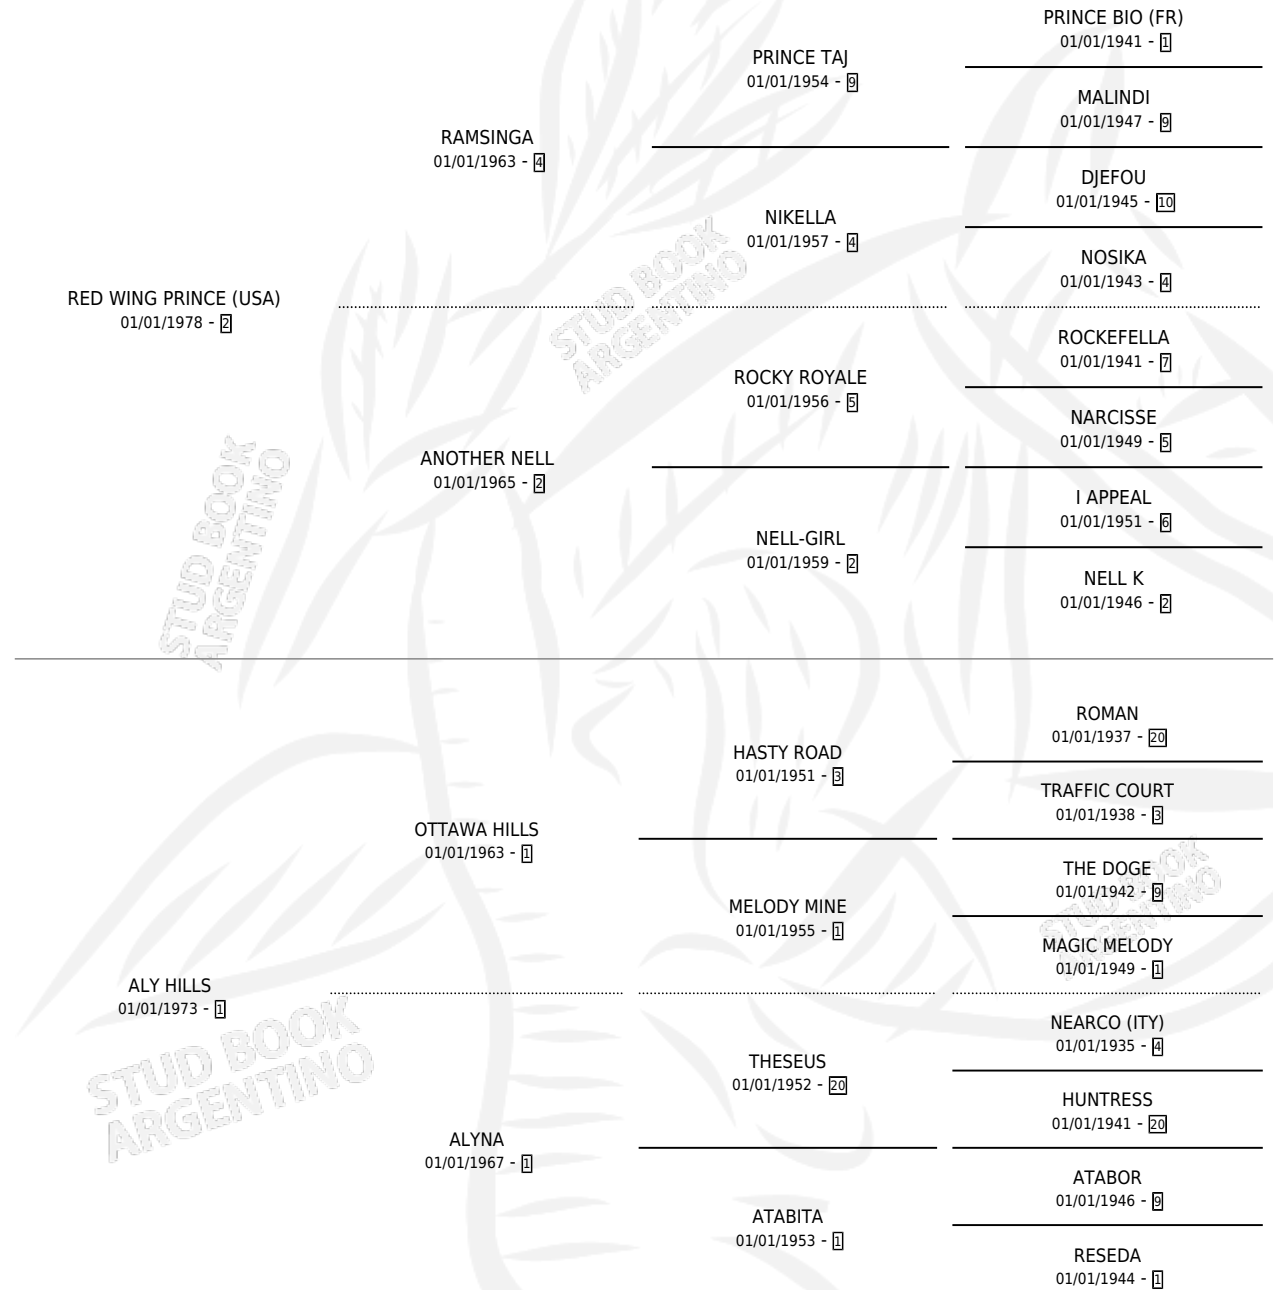 PRINCE BIO (FR)
01/01/1941 - 1
PRINCE TAJ
01/01/1954 - 9
MALINDI
01/01/1947 - 9
RAMSINGA
01/01/1963 - 4
DJEFOU
01/01/1945 - 10
NIKELLA
01/01/1957 - 4
NOSIKA
01/01/1943 - 4
RED WING PRINCE (USA)
01/01/1978 - 2
ROCKEFELLA
01/01/1941 - 7
ROCKY ROYALE
01/01/1956 - 5
NARCISSE
01/01/1949 - 5
ANOTHER NELL
01/01/1965 - 2
I APPEAL
01/01/1951 - 6
NELL-GIRL
01/01/1959 - 2
NELL K
01/01/1946 - 2
STUD BOOK
ARGENTINO
STUD BOOK
ARGENTINO
ROMAN
01/01/1937 - 20
HASTY ROAD
01/01/1951 - 3
TRAFFIC COURT
01/01/1938 - 3
OTTAWA HILLS
01/01/1963 - 1
THE DOGE
01/01/1942 - 9
MELODY MINE
01/01/1955 - 1
MAGIC MELODY
01/01/1949 - 1
ALY HILLS
01/01/1973 - 1
NEARCO (ITY)
01/01/1935 - 4
THESEUS
01/01/1952 - 20
HUNTRESS
01/01/1941 - 20
ALYNA
01/01/1967 - 1
ATABOR
01/01/1946 - 9
ATABITA
01/01/1953 - 1
RESEDA
01/01/1944 - 1
STUD BOOK
ARGENTINO
STUD BOOK
ARGENTINO